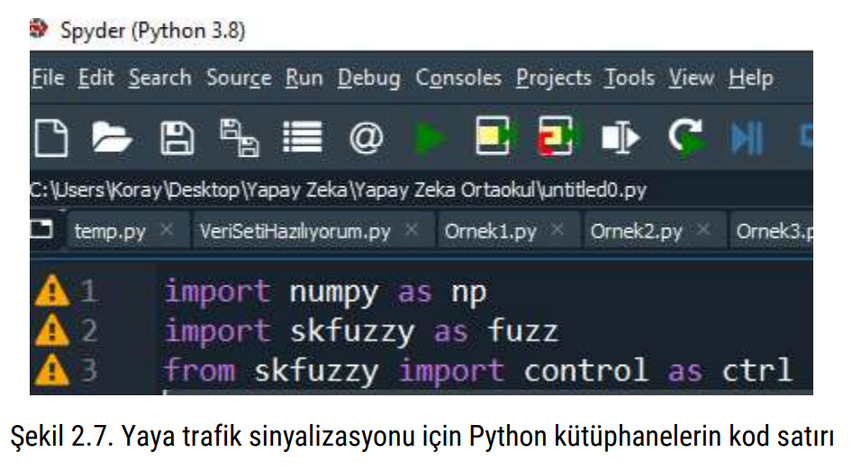 Spyder (Python 3.8)
File Edit Search Source Run Debug Consoles Projects Tools View Help
C:\Users\Koray\Desktop\Yapay Zeka\Yapay Zeka Ortaokul\untitled0.py
temp.py VeriSetiHazılıyorum.py Ornek1.py Ornek2.py Ornek3.p
1 import numpy as np
2 import skfuzzy as fuzz
3 from skfuzzy import control as ctrl
Şekil 2.7. Yaya trafik sinyalizasyonu için Python kütüphanelerin kod satırı